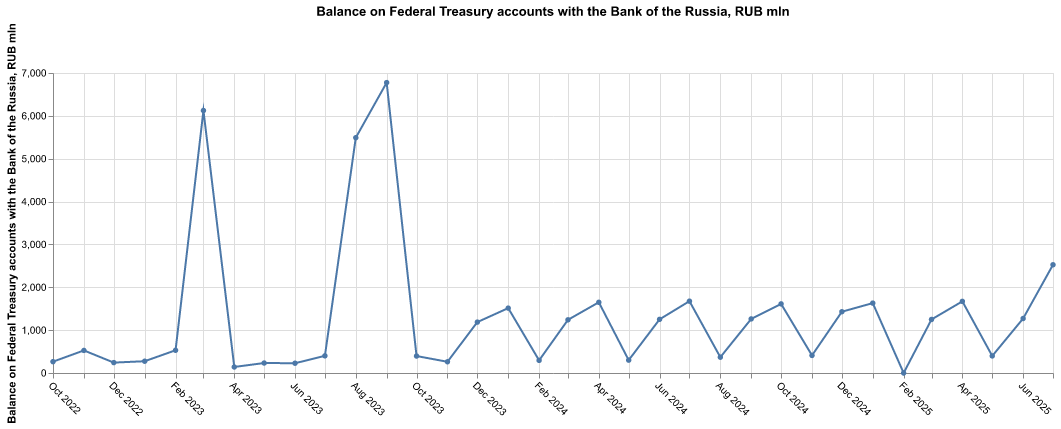 Balance on Federal Treasury accounts with the Bank of the Russia, RUB mln
Balance on Federal Treasury accounts with the Bank of the Russia, RUB mln
7,000
6,000
5,000
4,000
3,000
2,000
1,000
0
Oct 2022
Dec 2022
Feb 2023
Apr 2023
Jun 2023
Aug 2023
Oct 2023
Dec 2023
Feb 2024
Apr 2024
Jun 2024
Aug 2024
Oct 2024
Dec 2024
Feb 2025
Apr 2025
Jun 2025